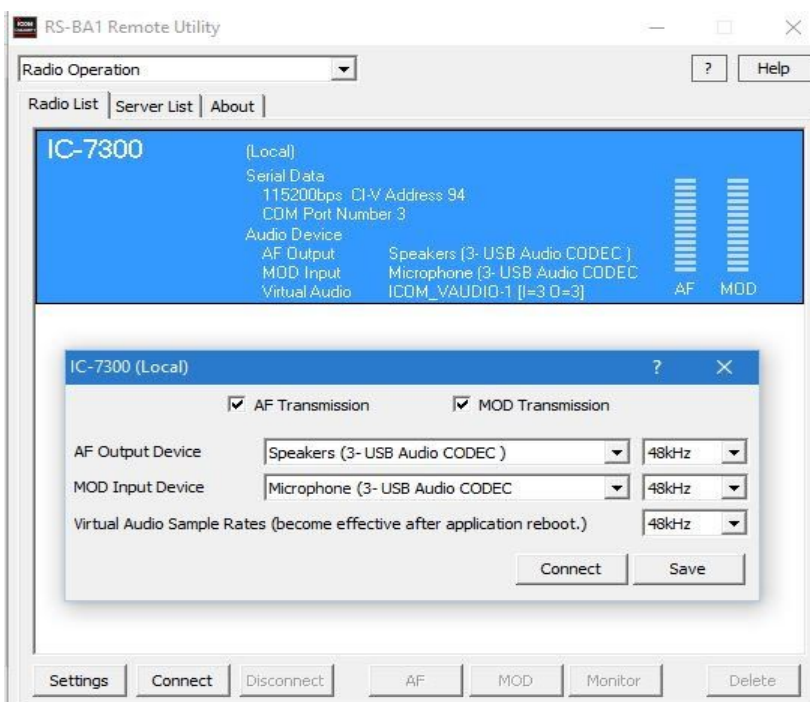 RS-BA1 Remote Utility
Radio Operation
? Help
Radio List Server List About
IC-7300 (Local)
Serial Data
115200bps CI-V Address 94
COM Port Number 3
Audio Device
AF Output Speakers (3- USB Audio CODEC )
MOD Input Microphone (3- USB Audio CODEC
Virtual Audio ICOM_VAUDIO-1 [I=3 O=3]
AF MOD
IC-7300 (Local) ?
AF Transmission MOD Transmission
AF Output Device Speakers (3- USB Audio CODEC ) 48kHz
MOD Input Device Microphone (3- USB Audio CODEC 48kHz
Virtual Audio Sample Rates (become effective after application reboot.) 48kHz
Connect Save
Settings Connect Disconnect AF MOD Monitor Delete